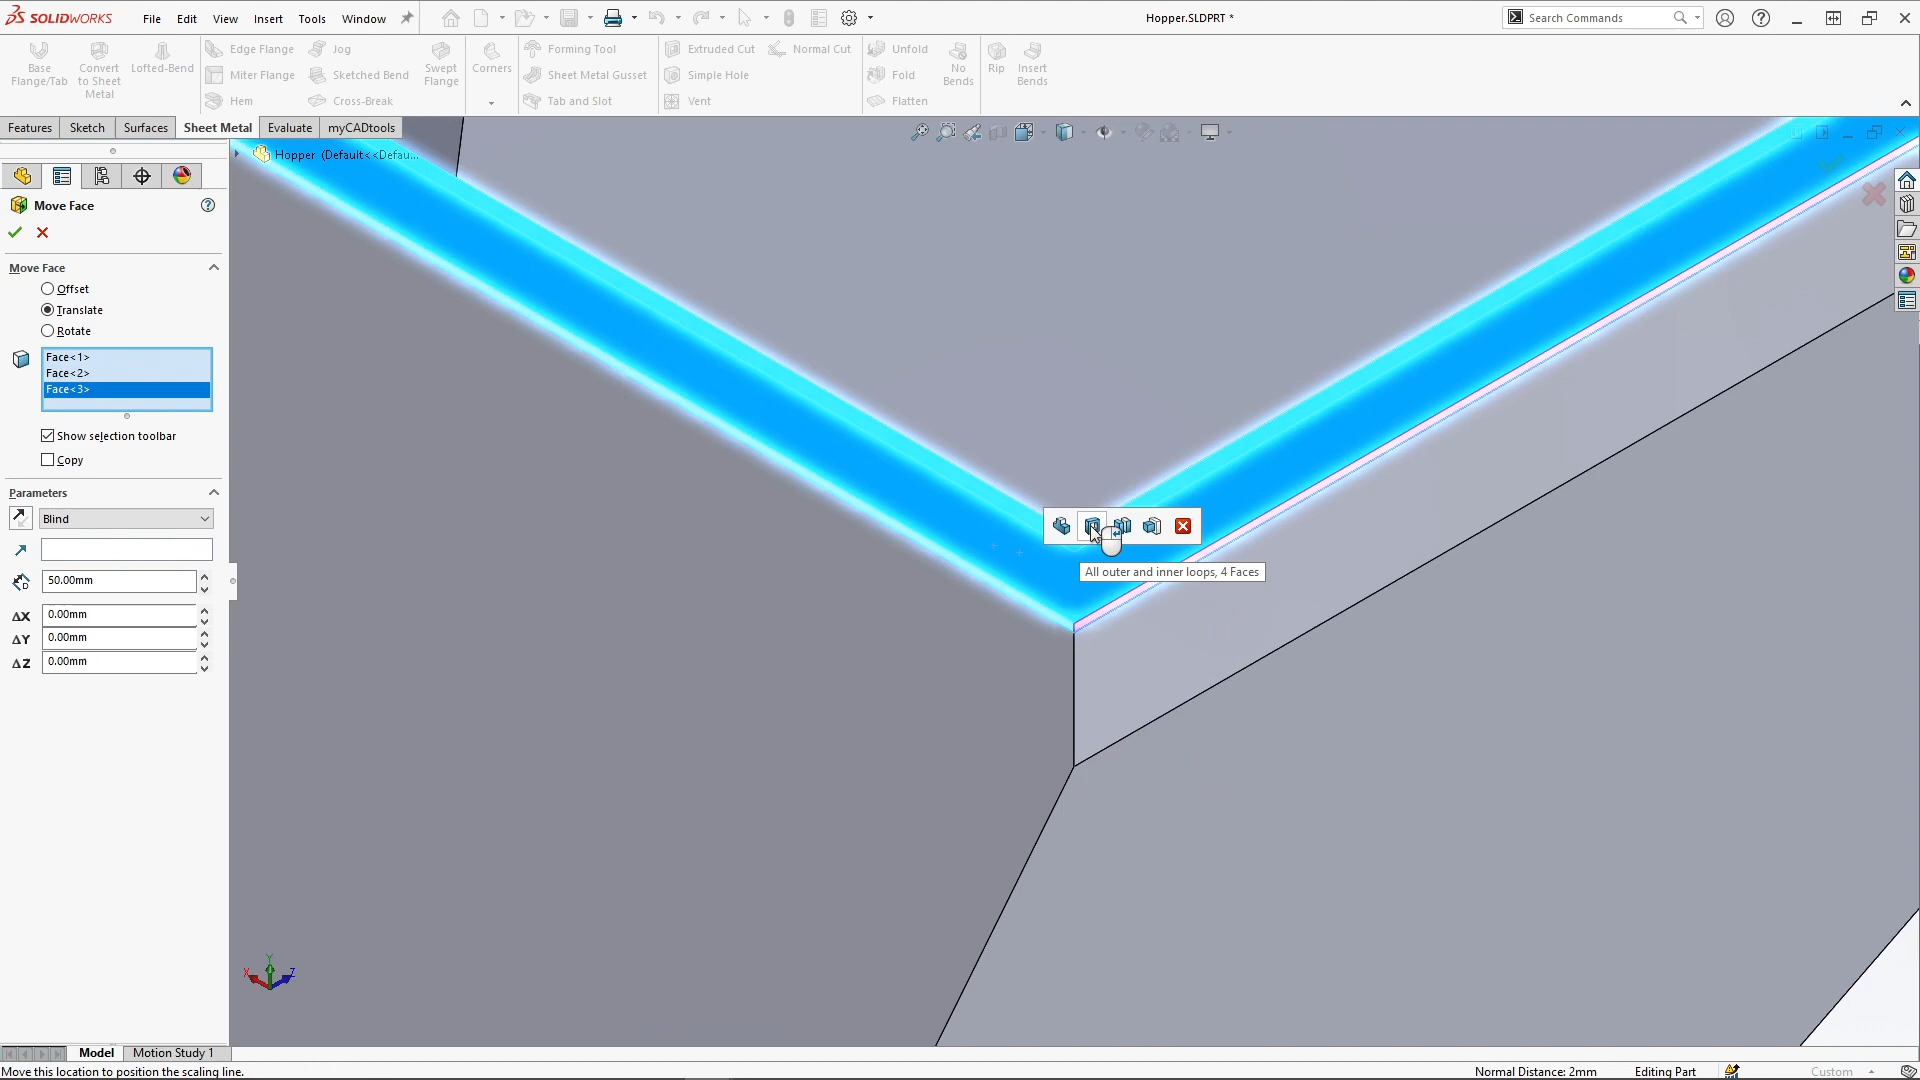 SOLIDWORKS
File Edit View Insert Tools Window
Hopper.SLDPRT *
Search Commands
Base Flange/Tab
Convert to Sheet Metal
Lofted-Bend
Edge Flange
Miter Flange
Hem
Jog
Sketched Bend
Cross-Break
Swept Flange
Corners
Forming Tool
Sheet Metal Gusset
Tab and Slot
Extruded Cut
Simple Hole
Vent
Normal Cut
Unfold
Fold
Flatten
No Bends
Rip
Insert Bends
Features Sketch Surfaces Sheet Metal Evaluate myCADtools
Hopper (Default<<Defau...
Move Face
Move Face
Offset
Translate
Rotate
Face<1>
Face<2>
Face<3>
Show selection toolbar
Copy
Parameters
Blind
50.00mm
ΔX 0.00mm
ΔY 0.00mm
ΔZ 0.00mm
All outer and inner loops, 4 Faces
X Y Z
Model Motion Study 1
Move this location to position the scaling line.
Normal Distance: 2mm Editing Part Custom